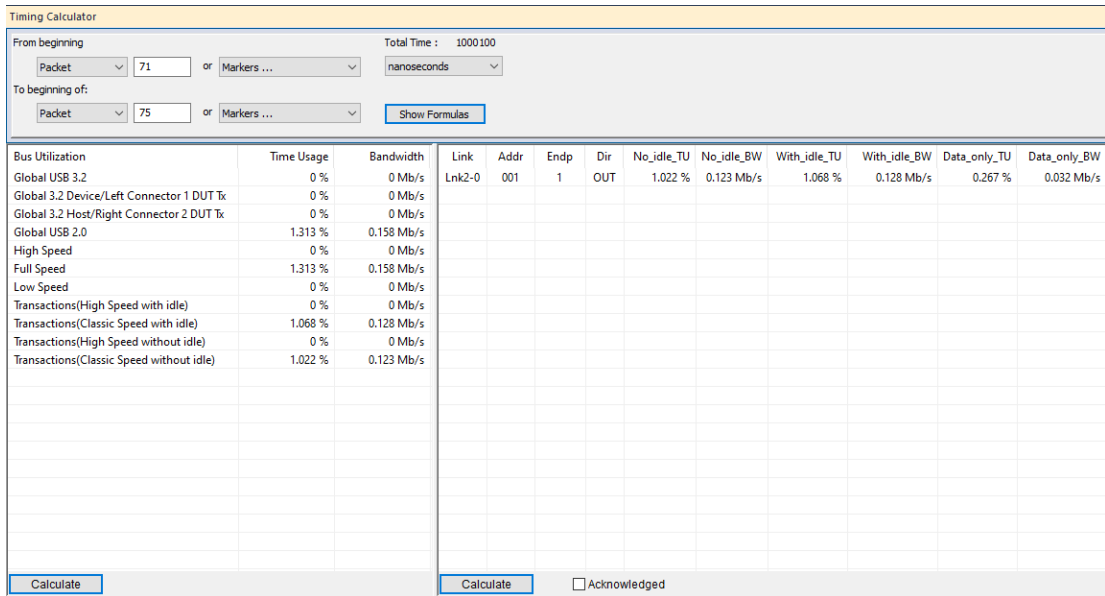 Timing Calculator
From beginning
Total Time : 1000100
Packet 71 or Markers ...
nanoseconds
To beginning of:
Packet 75 or Markers ...
Show Formulas
Bus Utilization Time Usage Bandwidth
Global USB 3.2 0 % 0 Mb/s
Global 3.2 Device/Left Connector 1 DUT Tx 0 % 0 Mb/s
Global 3.2 Host/Right Connector 2 DUT Tx 0 % 0 Mb/s
Global USB 2.0 1.313 % 0.158 Mb/s
High Speed 0 % 0 Mb/s
Full Speed 1.313 % 0.158 Mb/s
Low Speed 0 % 0 Mb/s
Transactions(High Speed with idle) 0 % 0 Mb/s
Transactions(Classic Speed with idle) 1.068 % 0.128 Mb/s
Transactions(High Speed without idle) 0 % 0 Mb/s
Transactions(Classic Speed without idle) 1.022 % 0.123 Mb/s
Calculate
Link Addr Endp Dir No_idle_TU No_idle_BW With_idle_TU With_idle_BW Data_only_TU Data_only_BW
Lnk2-0 001 1 OUT 1.022 % 0.123 Mb/s 1.068 % 0.128 Mb/s 0.267 % 0.032 Mb/s
Calculate Acknowledged